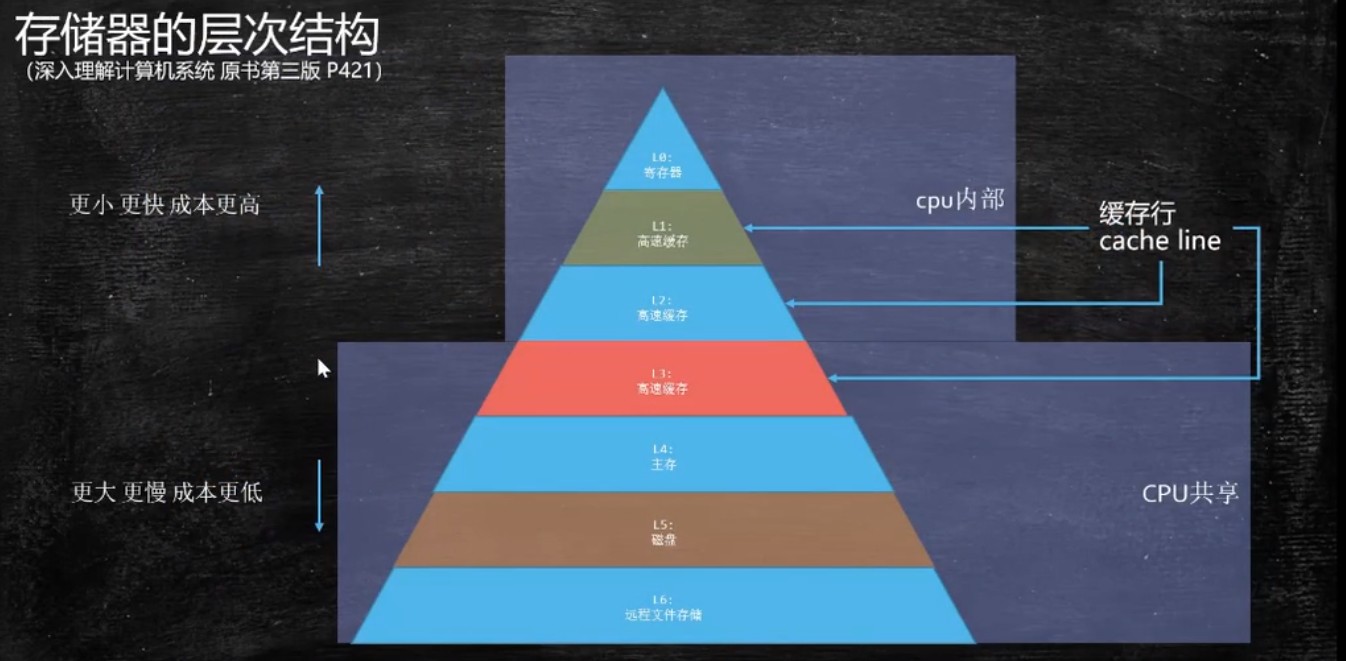 存储器的层次结构
（深入理解计算机系统 原书第三版 P421）
L0:
寄存器
更小 更快 成本更高
cpu内部
缓存行
cache line
L1:
高速缓存
L2:
高速缓存
L3:
高速缓存
L4:
主存
更大 更慢 成本更低
CPU共享
L5:
磁盘
L6:
远程文件存储